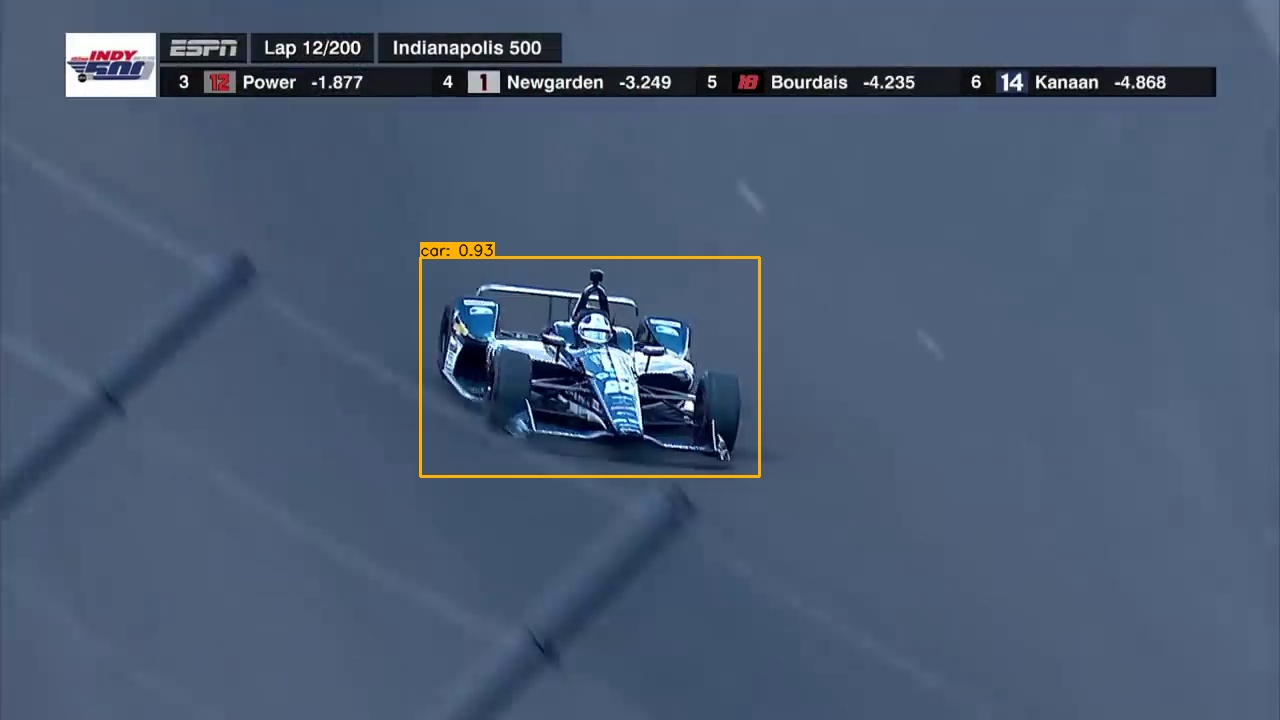 INDY
500
ESPN Lap 12/200 Indianapolis 500
3 12 Power -1.877 4 1 Newgarden -3.249 5 18 Bourdais -4.235 6 14 Kanaan -4.868
car: 0.93